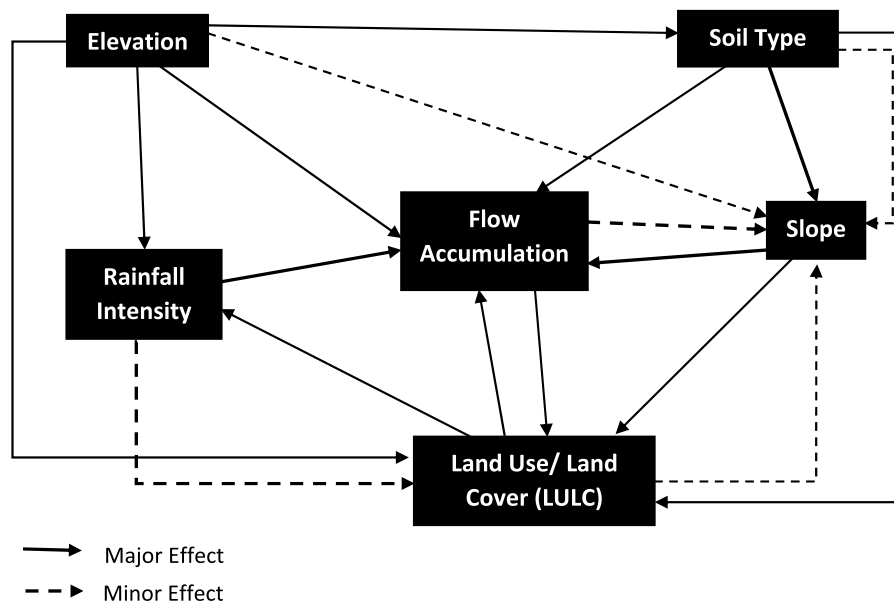 Elevation
Soil Type
Flow
Accumulation
Slope
Rainfall
Intensity
Land Use/ Land
Cover (LULC)
Major Effect
Minor Effect